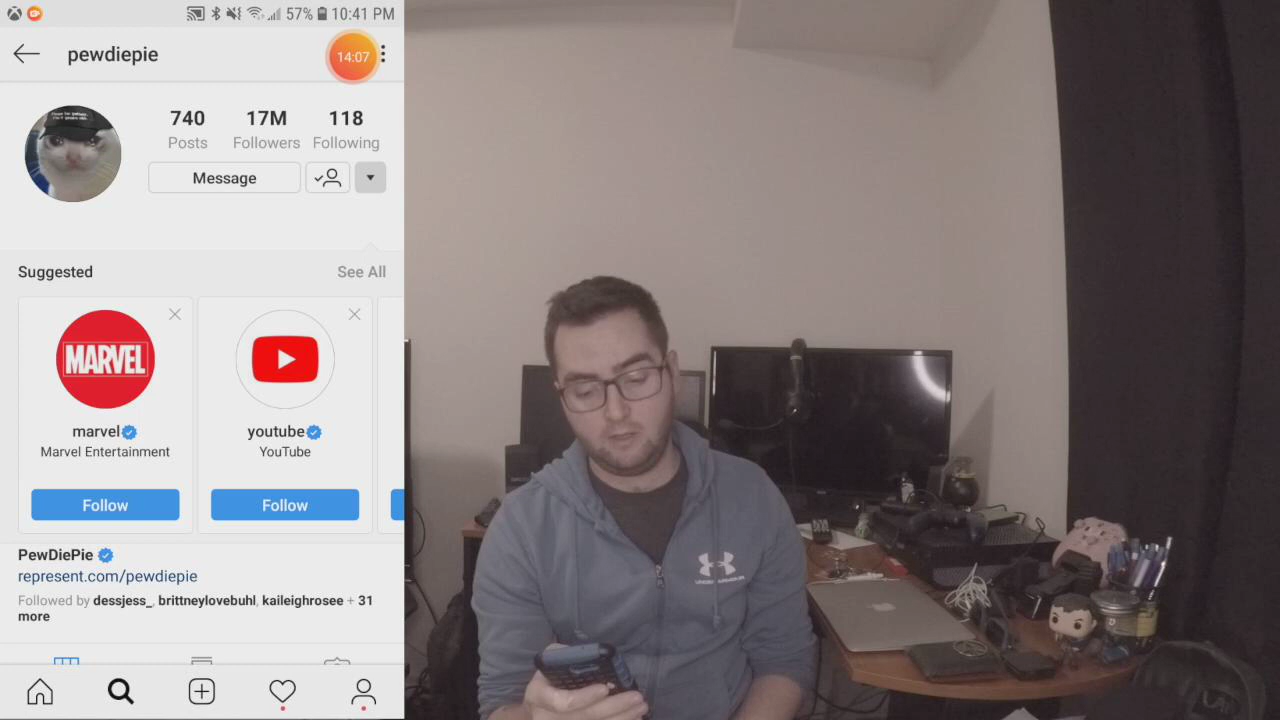 57% 10:41 PM
pewdiepie
14:07
740 17M 118
Posts Followers Following
Message
Suggested See All
MARVEL
marvel youtube
Marvel Entertainment YouTube
Follow Follow
PewDiePie
represent.com/pewdiepie
Followed by dessjess_, brittneylovebuhl, kaileighrosee + 31
more
UNDER ARMOUR